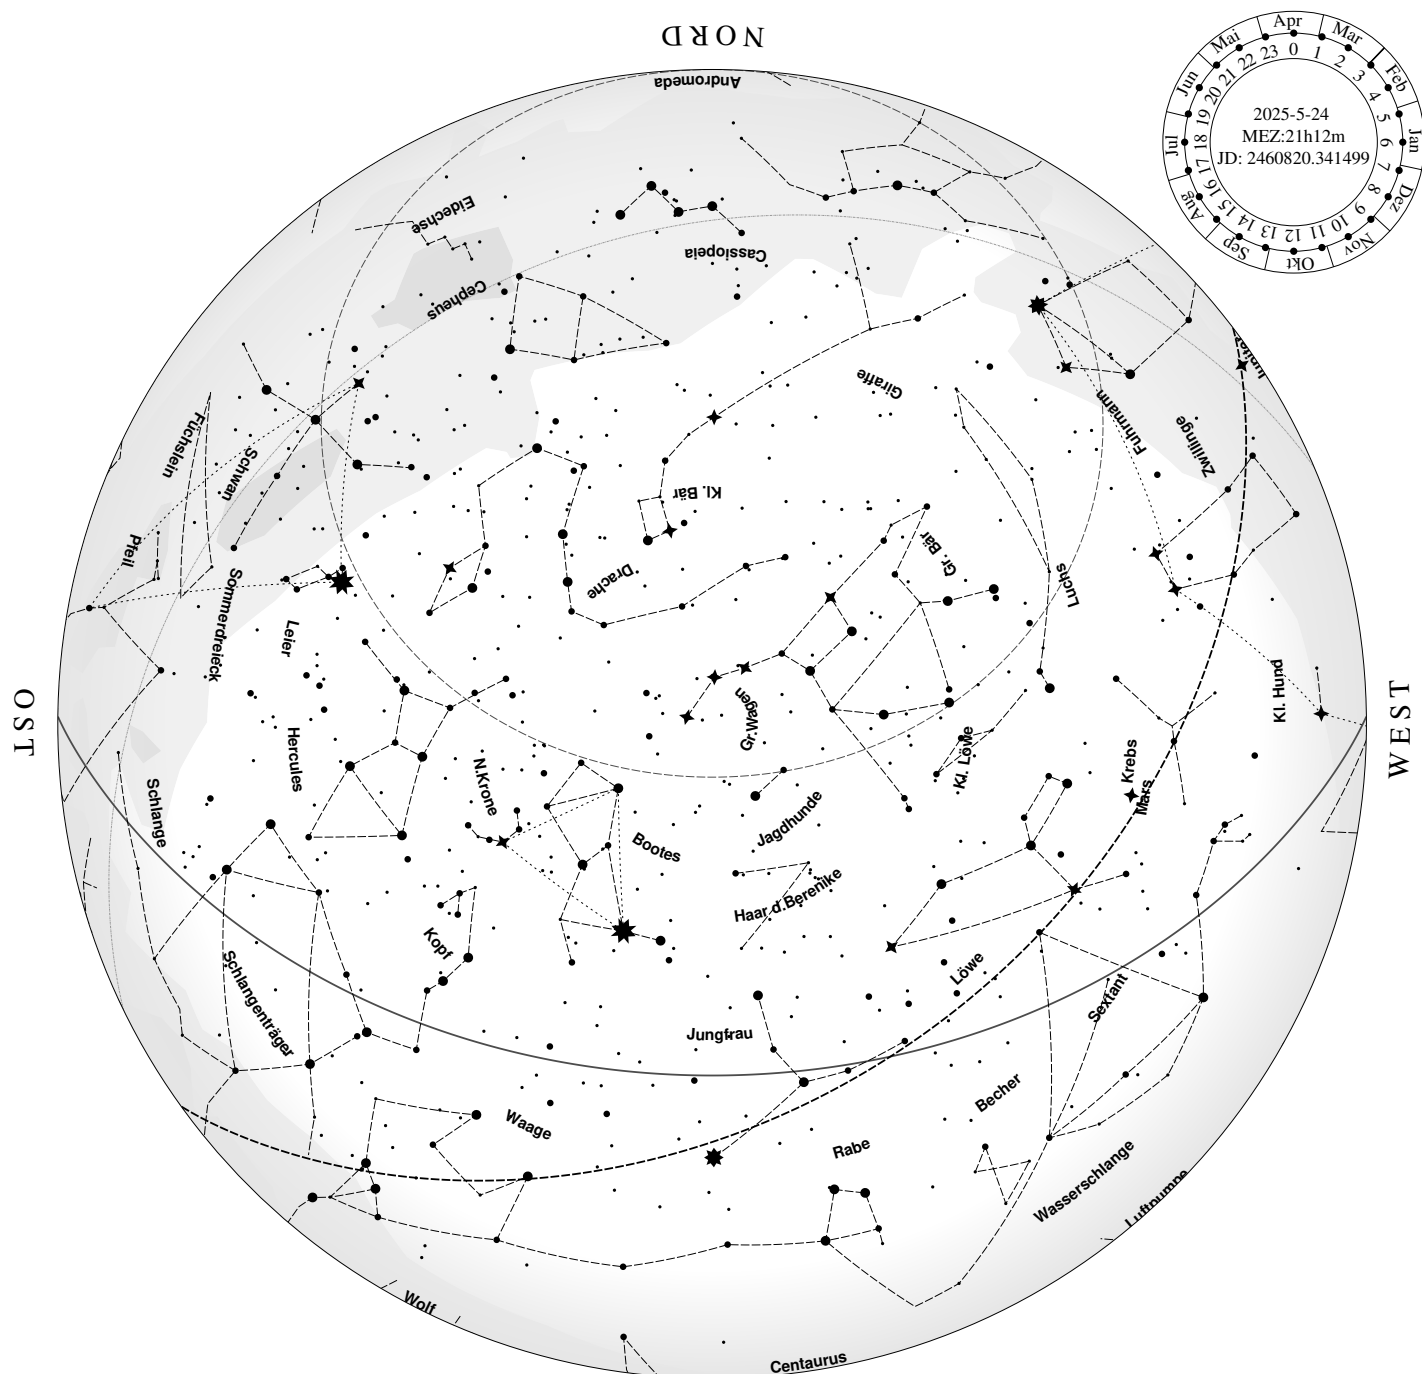 NORD
Apr
Mar
Feb
Jan
Dez
Nov
Okt
Sep
Aug
Jul
Jun
Mai
0
1
2
3
4
5
6
7
8
9
10
11
12
13
14
15
16
17
18
19
20
21
22
23
2025-5-24
MEZ:21h12m
JD: 2460820.341499
Andromeda
Eidechse
Cassiopeia
Cepheus
Giraffe
Fuhrmann
Zwillinge
Füchslein
Schwan
Kl. Bär
Gr. Bär
Pfeil
Drache
Luchs
Sommerdreieck
Leier
Kl. Hund
OST
WEST
Gr.Wagen
Hercules
N.Krone
Kl. Löwe
Krebs
Mars
Schlange
Bootes
Jagdhunde
Haar d.Berenike
Kopf
Löwe
Sextant
Schlangenträger
Jungfrau
Becher
Waage
Rabe
Wasserschlange
Luftpumpe
Wolf
Centaurus